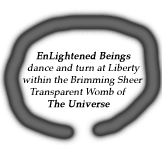 EnLightened Beings
dance and turn at Liberty
within the Brimming Sheer
Transparent Womb of
The Universe